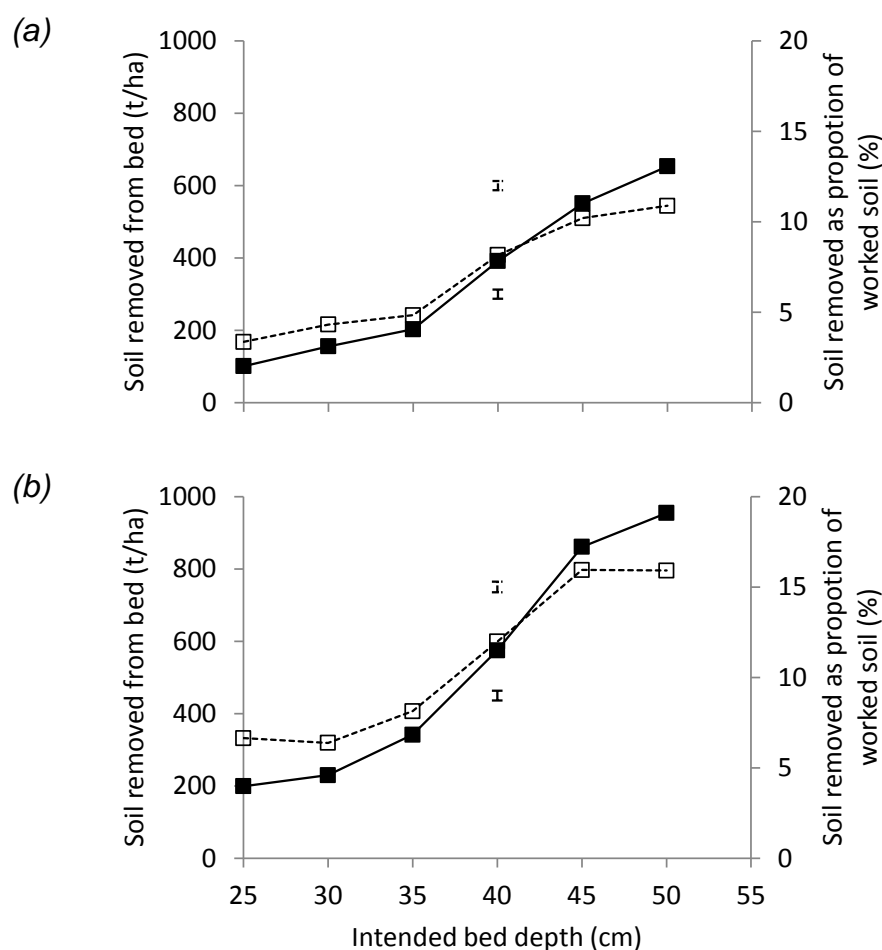 (a)
Soil removed from bed (t/ha)
1000
800
600
400
200
0
20
15
10
5
0
Soil removed as propotion of
worked soil (%)
(b)
Soil removed from bed (t/ha)
1000
800
600
400
200
0
20
15
10
5
0
Soil removed as propotion of
worked soil (%)
25 30 35 40 45 50 55
Intended bed depth (cm)